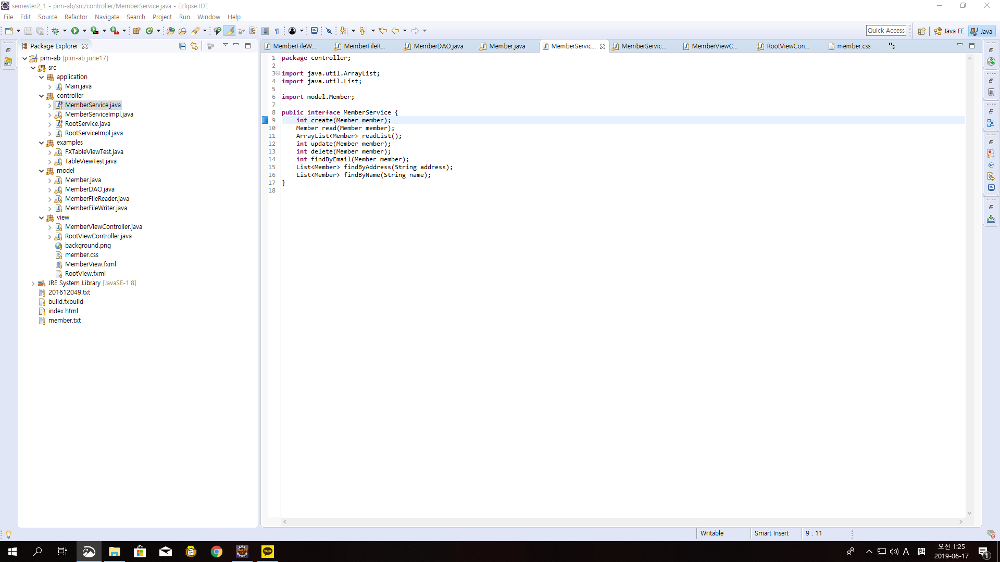 semester2_1 - pim-ab/src/controller/MemberService.java - Eclipse IDE
File Edit Source Refactor Navigate Search Project Run Window Help
Quick Access Java EE Java
Package Explorer
MemberFileW... MemberFileR... MemberDAO.java Member.java MemberServic... MemberServic... MemberViewC... RootViewCon... member.css »5
pim-ab [pim-ab june17]
src
application
Main.java
controller
MemberService.java
MemberServiceImpl.java
RootService.java
RootServiceImpl.java
examples
FXTableViewTest.java
TableViewTest.java
model
Member.java
MemberDAO.java
MemberFileReader.java
MemberFileWriter.java
view
MemberViewController.java
RootViewController.java
background.png
member.css
MemberView.fxml
RootView.fxml
JRE System Library [JavaSE-1.8]
201612049.txt
build.fxbuild
index.html
member.txt
1 package controller;
2
3 import java.util.ArrayList;
4 import java.util.List;
5
6 import model.Member;
7
8 public interface MemberService {
9 int create(Member member);
10 Member read(Member member);
11 ArrayList<Member> readList();
12 int update(Member member);
13 int delete(Member member);
14 int findByEmail(Member member);
15 List<Member> findByAddress(String address);
16 List<Member> findByName(String name);
17 }
18
Writable Smart Insert 9 : 11
TALK
A 한 오전 1:25
2019-06-17
1